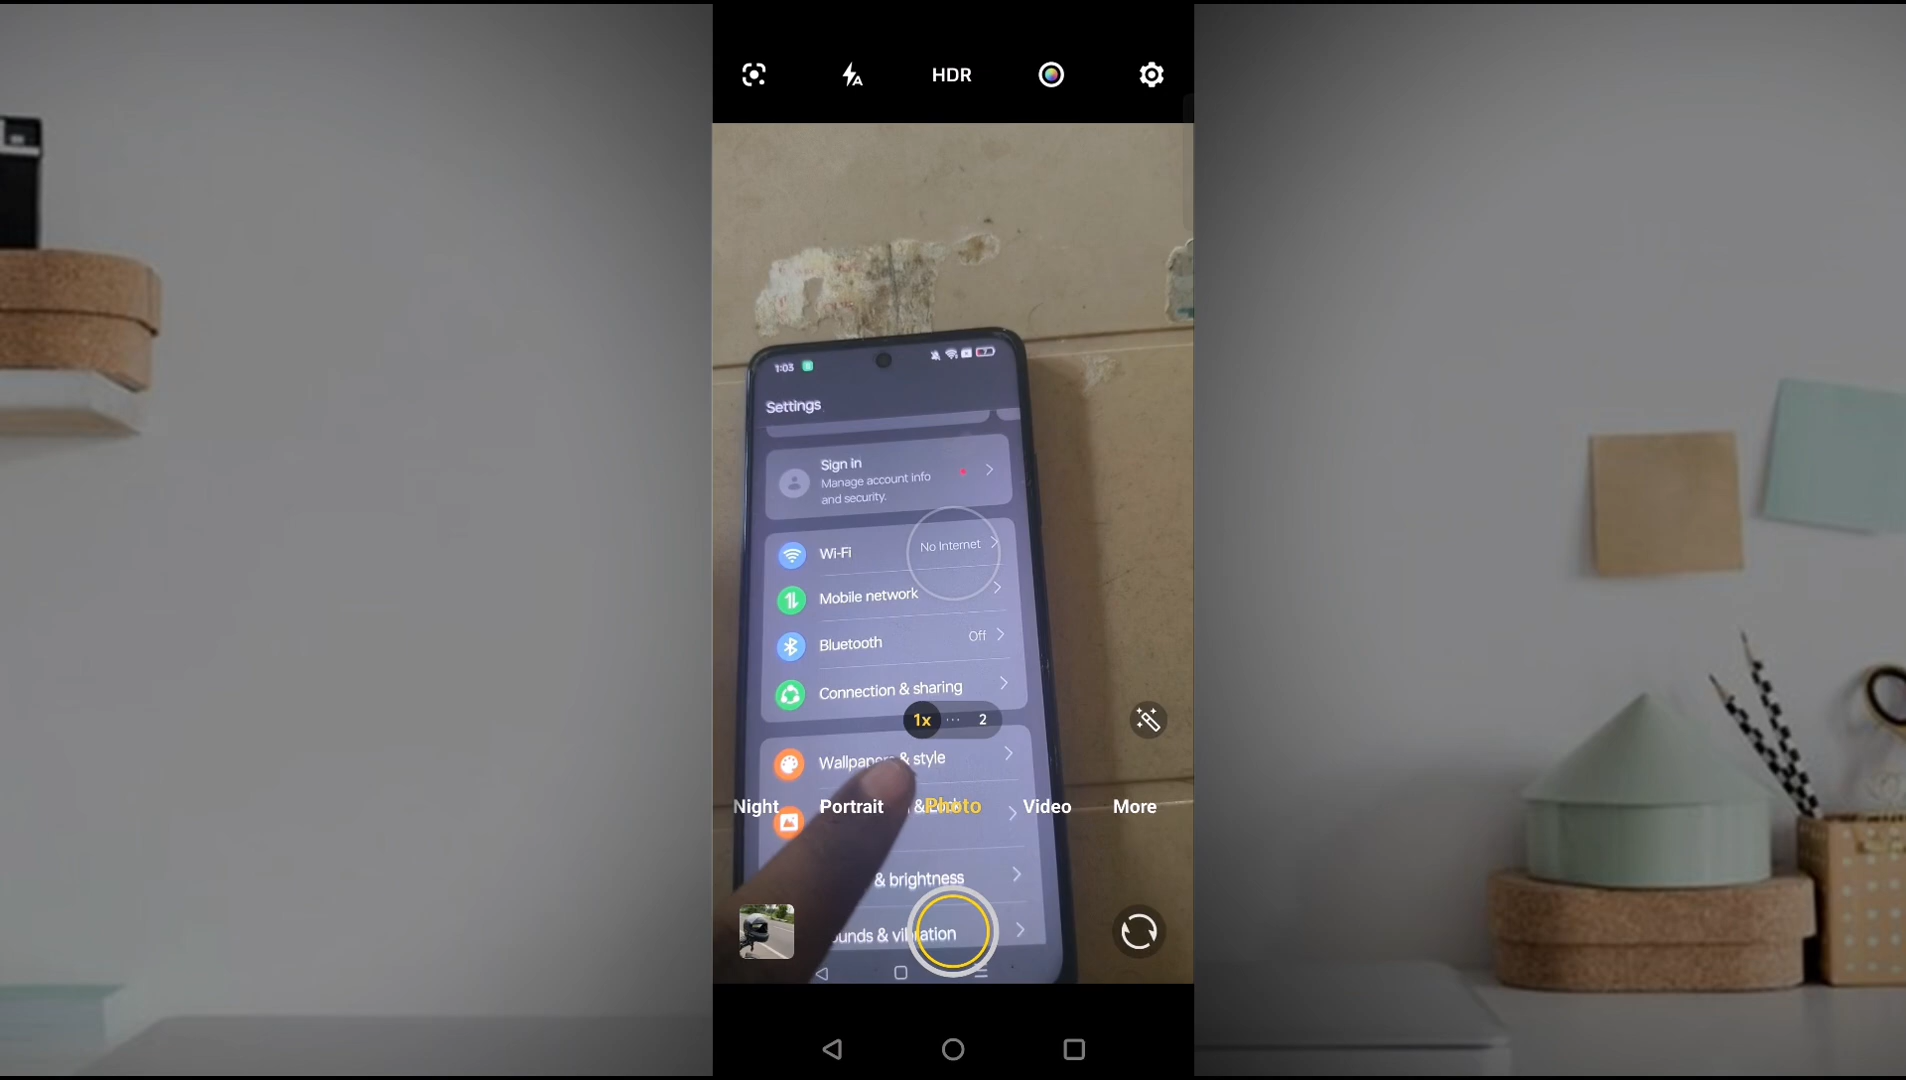 HDR
1:03
Settings
Sign in
Manage account info
and security.
Wi-Fi No Internet
Mobile network
Bluetooth Off
Connection & sharing
1x 2
Wallpapers & style
Night Portrait Photo Video More
& brightness
ounds & vibration